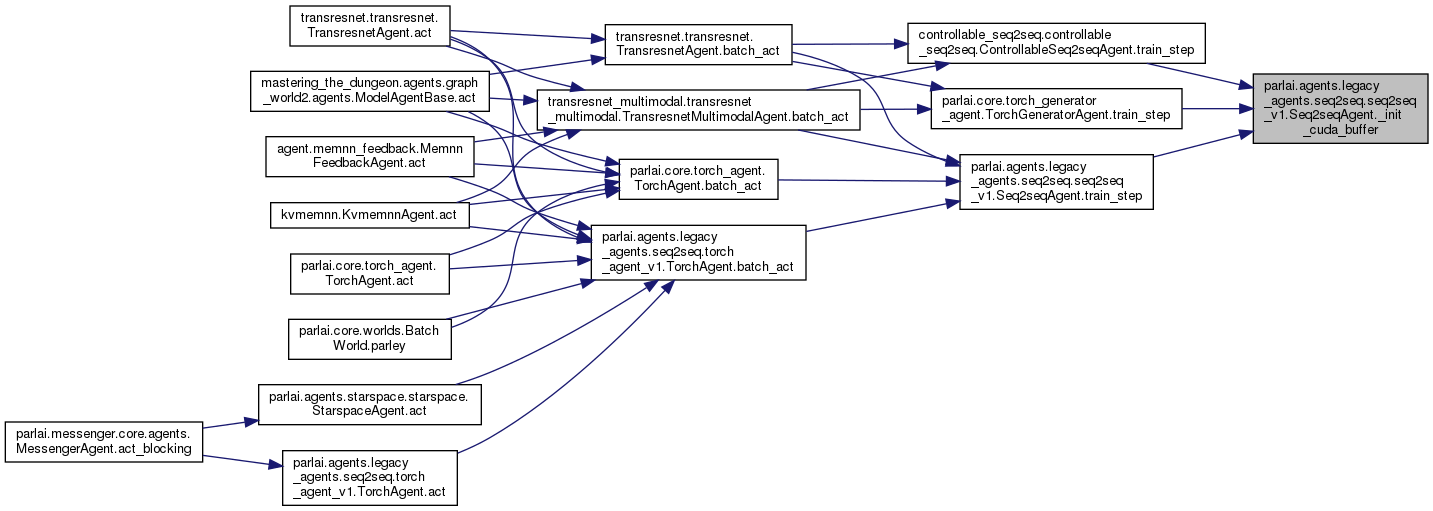 transresnet.transresnet.
TransresnetAgent.act
mastering_the_dungeon.agents.graph
_world2.agents.ModelAgentBase.act
agent.memnn_feedback.Memnn
FeedbackAgent.act
kvmemnn.KvmemnnAgent.act
parlai.core.torch_agent.
TorchAgent.act
parlai.core.worlds.Batch
World.parley
parlai.agents.starspace.starspace.
StarspaceAgent.act
parlai.messenger.core.agents.
MessengerAgent.act_blocking
parlai.agents.legacy
_agents.seq2seq.torch
_agent_v1.TorchAgent.act
transresnet.transresnet.
TransresnetAgent.batch_act
transresnet_multimodal.transresnet
_multimodal.TransresnetMultimodalAgent.batch_act
parlai.core.torch_agent.
TorchAgent.batch_act
parlai.agents.legacy
_agents.seq2seq.torch
_agent_v1.TorchAgent.batch_act
controllable_seq2seq.controllable
_seq2seq.ControllableSeq2seqAgent.train_step
parlai.core.torch_generator
_agent.TorchGeneratorAgent.train_step
parlai.agents.legacy
_agents.seq2seq.seq2seq
_v1.Seq2seqAgent.train_step
parlai.agents.legacy
_agents.seq2seq.seq2seq
_v1.Seq2seqAgent._init
_cuda_buffer